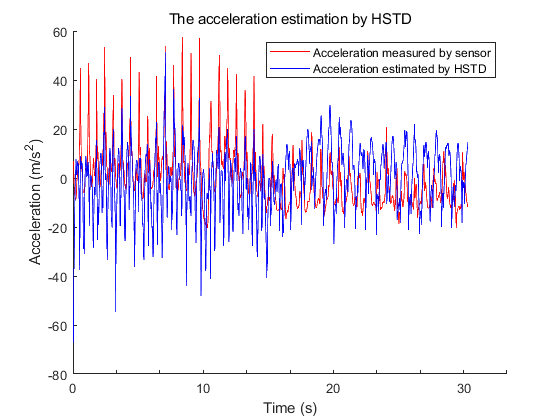 The acceleration estimation by HSTD
Acceleration measured by sensor
Acceleration estimated by HSTD
Acceleration (m/s²)
60
40
20
0
-20
-40
-60
-80
0 10 20 30
Time (s)